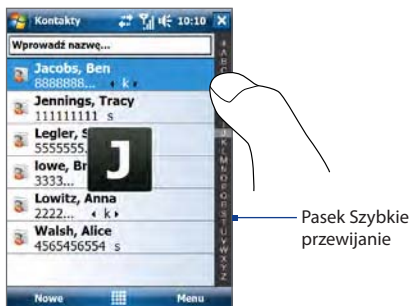 Kontakty 10:10
Wprowadź nazwę...
Jacobs, Ben
8888888... k
Jennings, Tracy
111111111 s
Legler, S
5555555.
lowe, Br
3333...
Lowitz, Anna
2222... k
Walsh, Alice
4565456554 s
J
#
A
B
C
J
K
L
M
N
O
P
Q
R
S
T
U
V
W
X
Y
Z
Pasek Szybkie
przewijanie
Nowe Menu